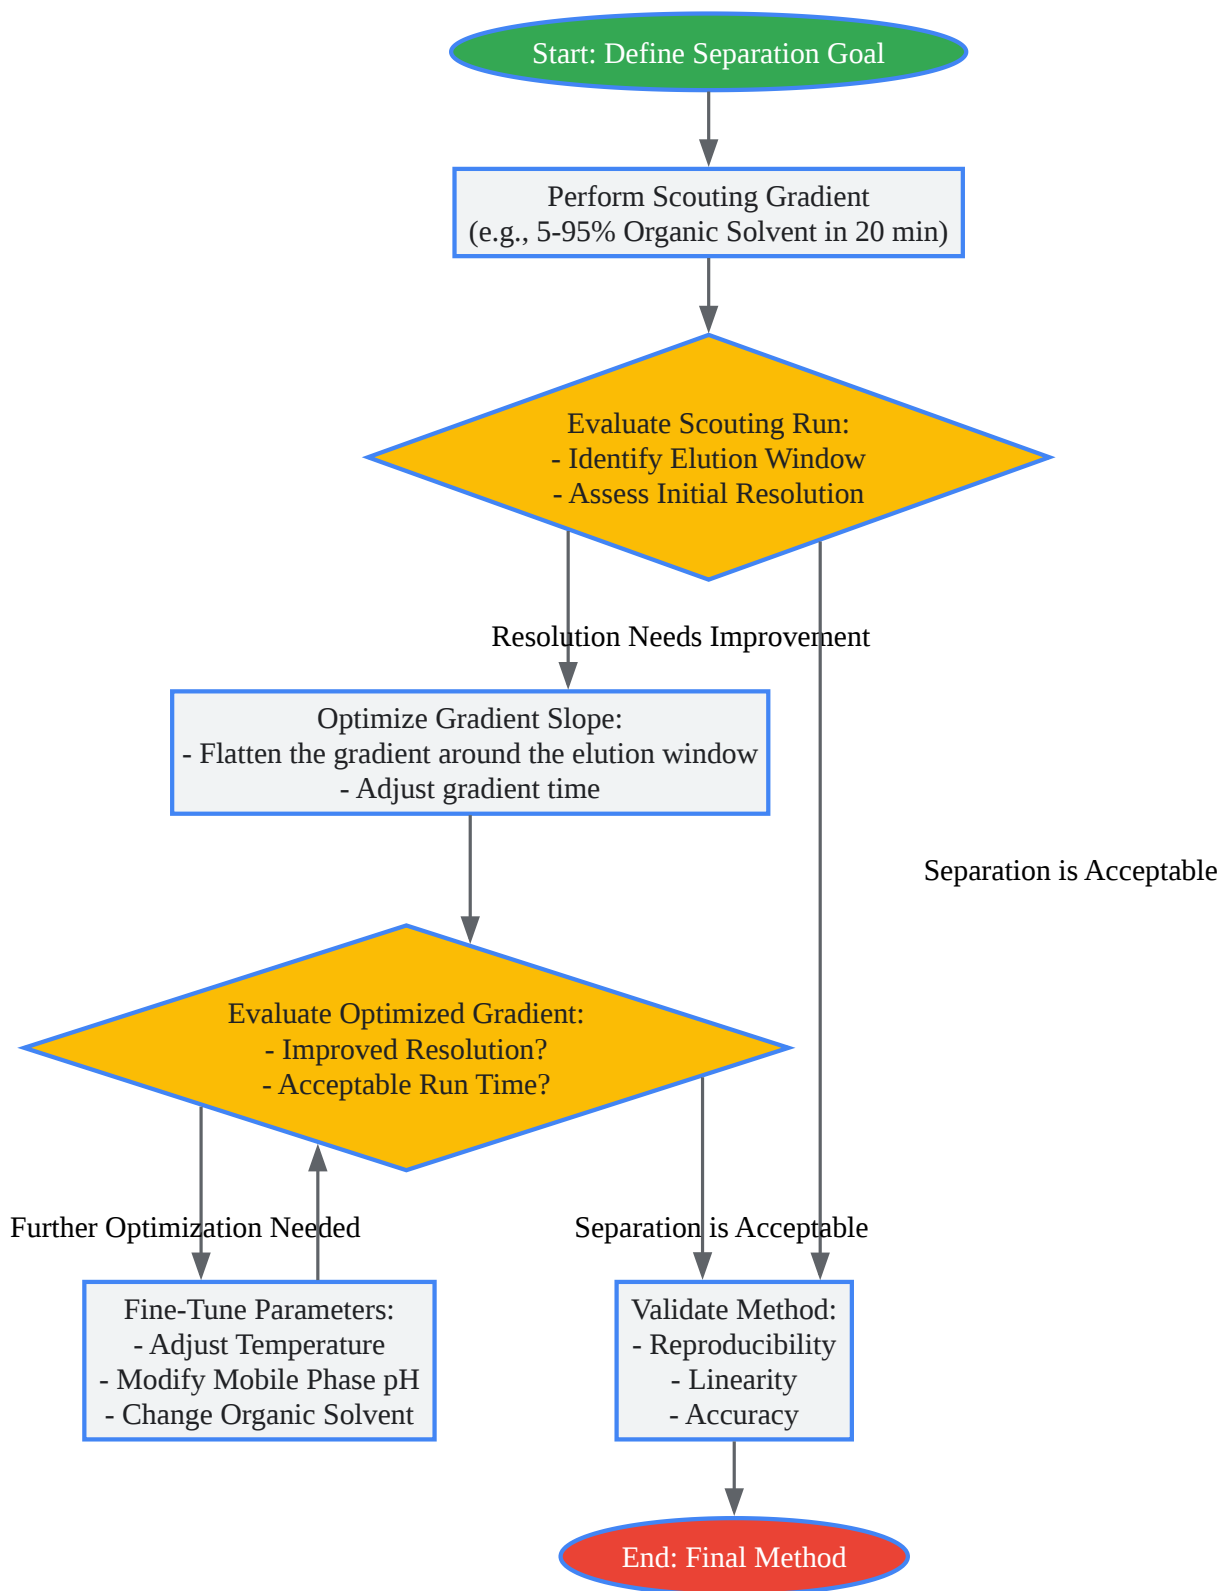 Start: Define Separation Goal
Perform Scouting Gradient
(e.g., 5-95% Organic Solvent in 20 min)
Evaluate Scouting Run:
- Identify Elution Window
- Assess Initial Resolution
Resolution Needs Improvement
Optimize Gradient Slope:
- Flatten the gradient around the elution window
- Adjust gradient time
Separation is Acceptable
Evaluate Optimized Gradient:
- Improved Resolution?
- Acceptable Run Time?
Further Optimization Needed
Separation is Acceptable
Fine-Tune Parameters:
- Adjust Temperature
- Modify Mobile Phase pH
- Change Organic Solvent
Validate Method:
- Reproducibility
- Linearity
- Accuracy
End: Final Method